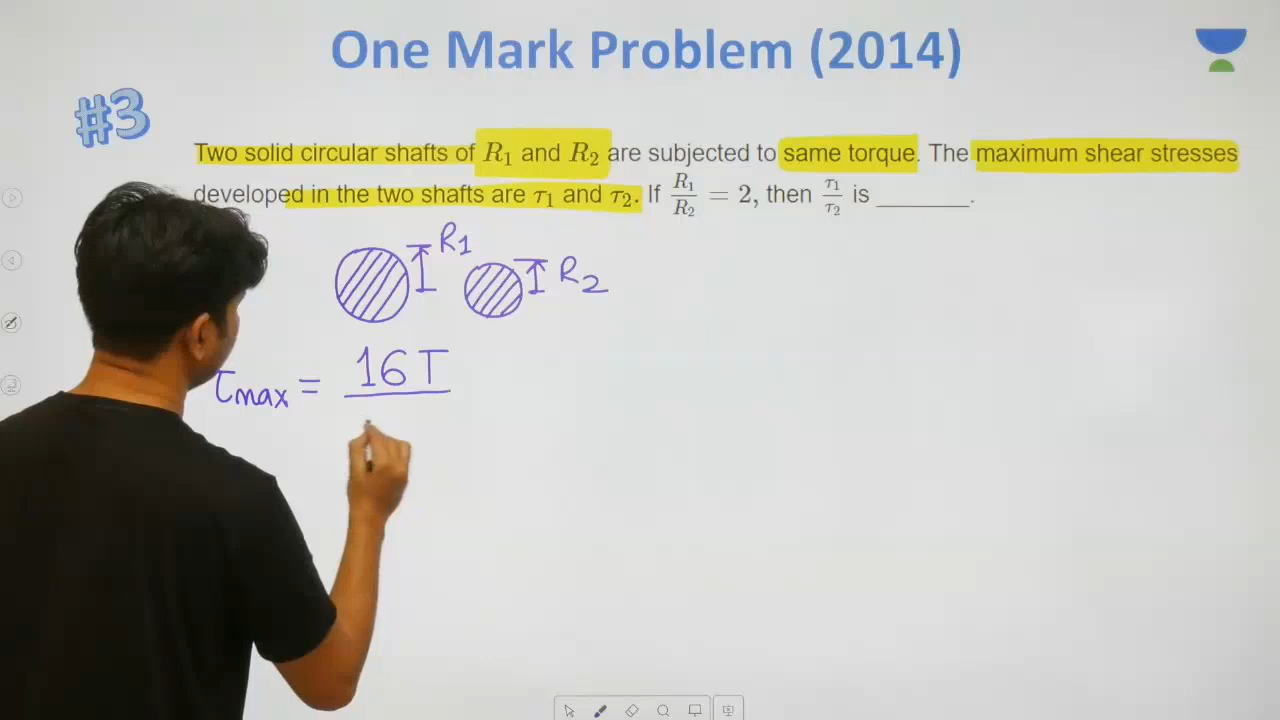 One Mark Problem (2014)
#3
Two solid circular shafts of R₁ and R₂ are subjected to same torque. The maximum shear stresses
developed in the two shafts are τ₁ and τ₂. If R₁/R₂ = 2, then τ₁/τ₂ is _______.
R1
R2
τmax = 16T